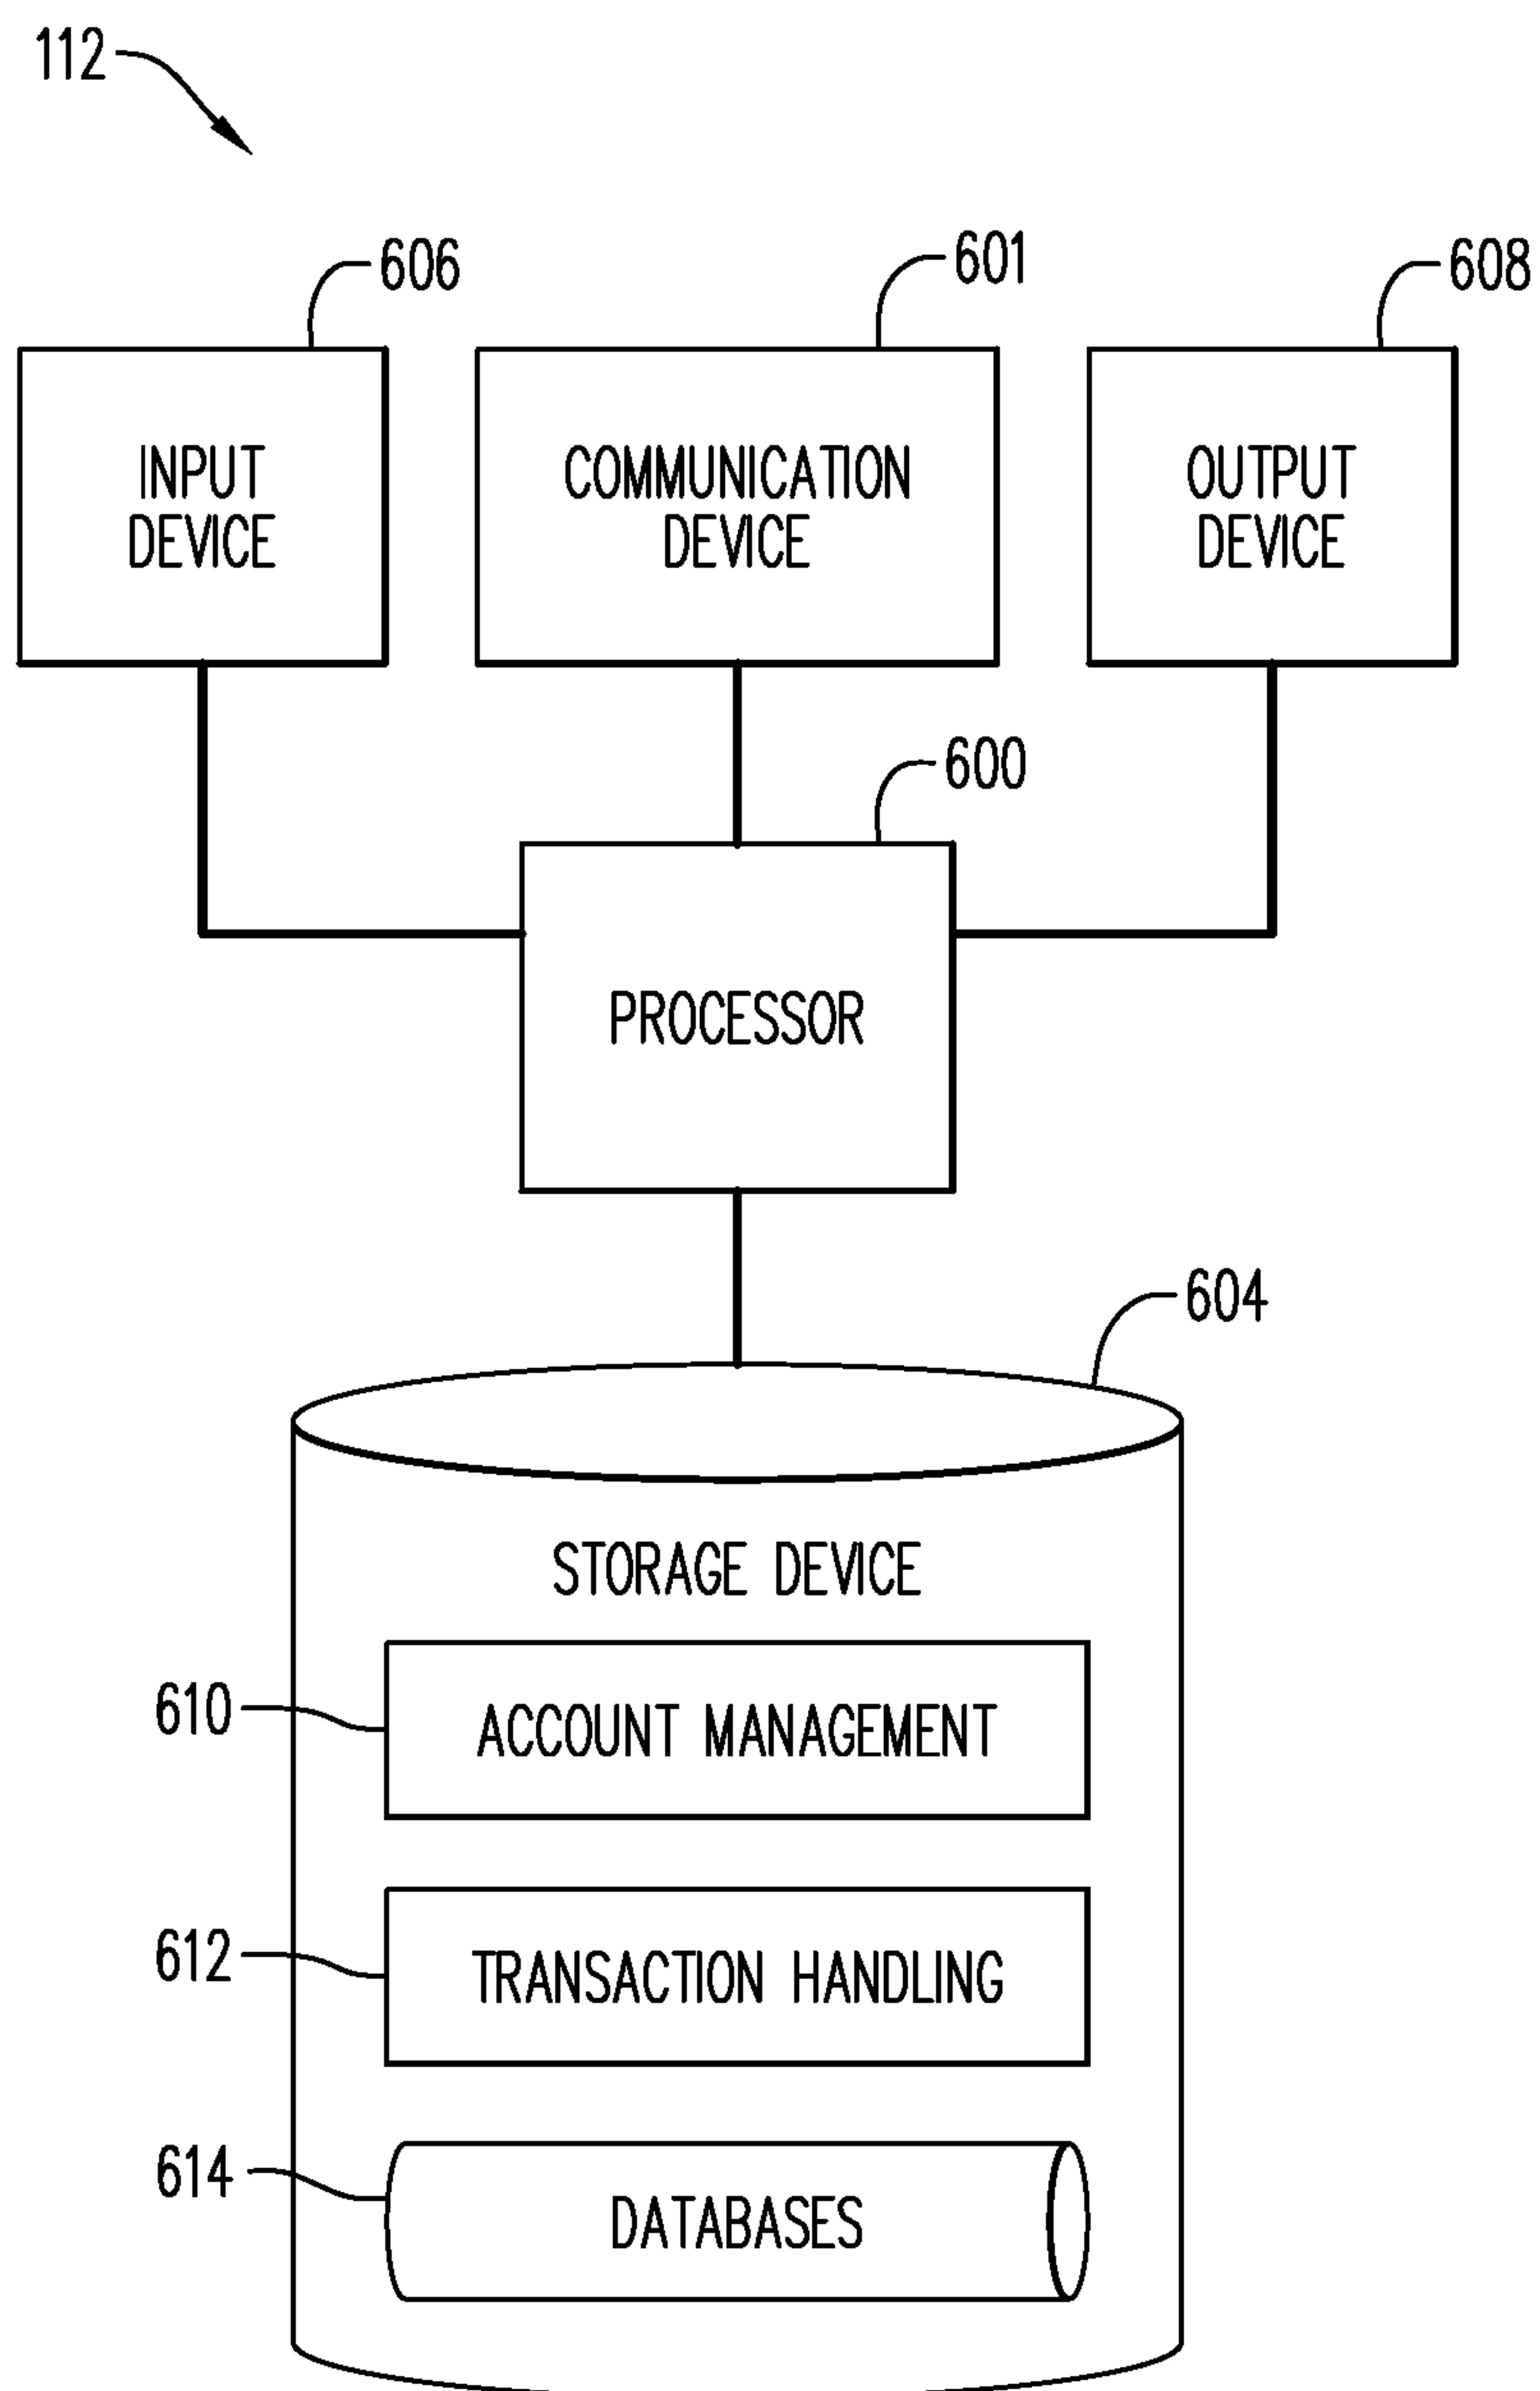 112
606
601
608
INPUT
DEVICE
COMMUNICATION
DEVICE
OUTPUT
DEVICE
600
PROCESSOR
604
STORAGE DEVICE
610
ACCOUNT MANAGEMENT
612
TRANSACTION HANDLING
614
DATABASES